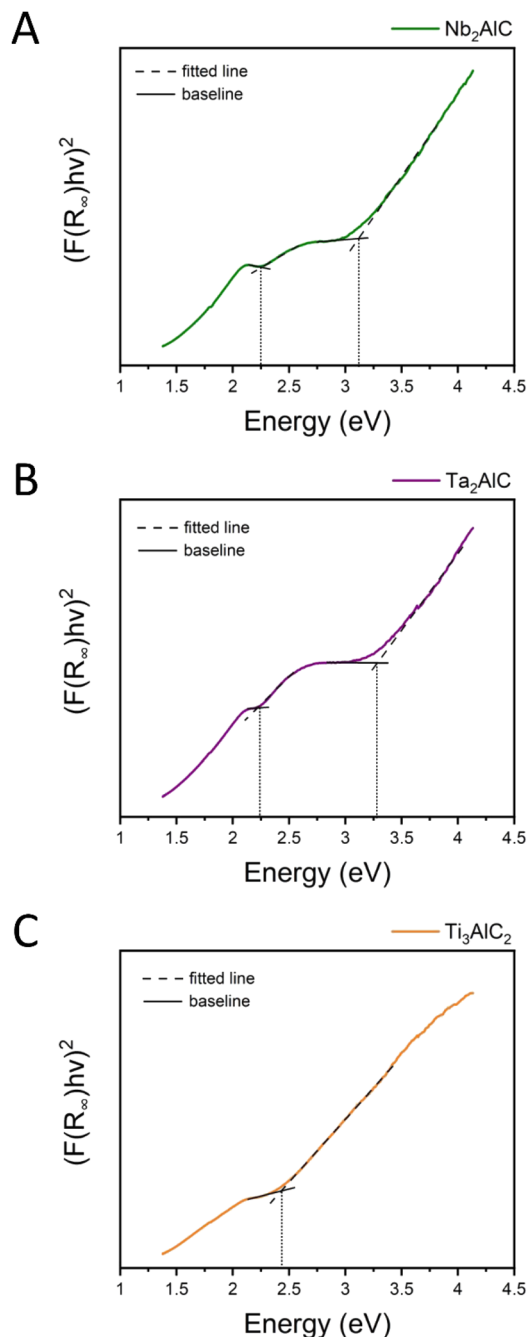 A
Nb₂AlC
fitted line
baseline
(F(R∞)hv)²
1 1.5 2 2.5 3 3.5 4 4.5
Energy (eV)
B
Ta₂AlC
fitted line
baseline
(F(R∞)hv)²
1 1.5 2 2.5 3 3.5 4 4.5
Energy (eV)
C
Ti₃AlC₂
fitted line
baseline
(F(R∞)hv)²
1 1.5 2 2.5 3 3.5 4 4.5
Energy (eV)